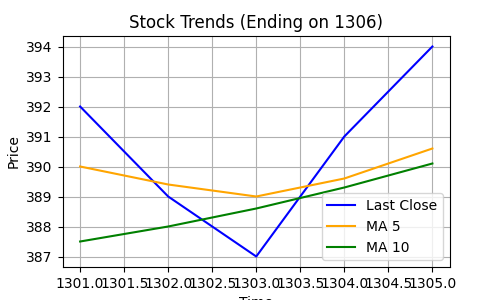 Stock Trends (Ending on 1306)
394
393
392
391
390
389
388
387
Price
Last Close
MA 5
MA 10
1301.0 1301.5 1302.0 1302.5 1303.0 1303.5 1304.0 1304.5 1305.0
Time